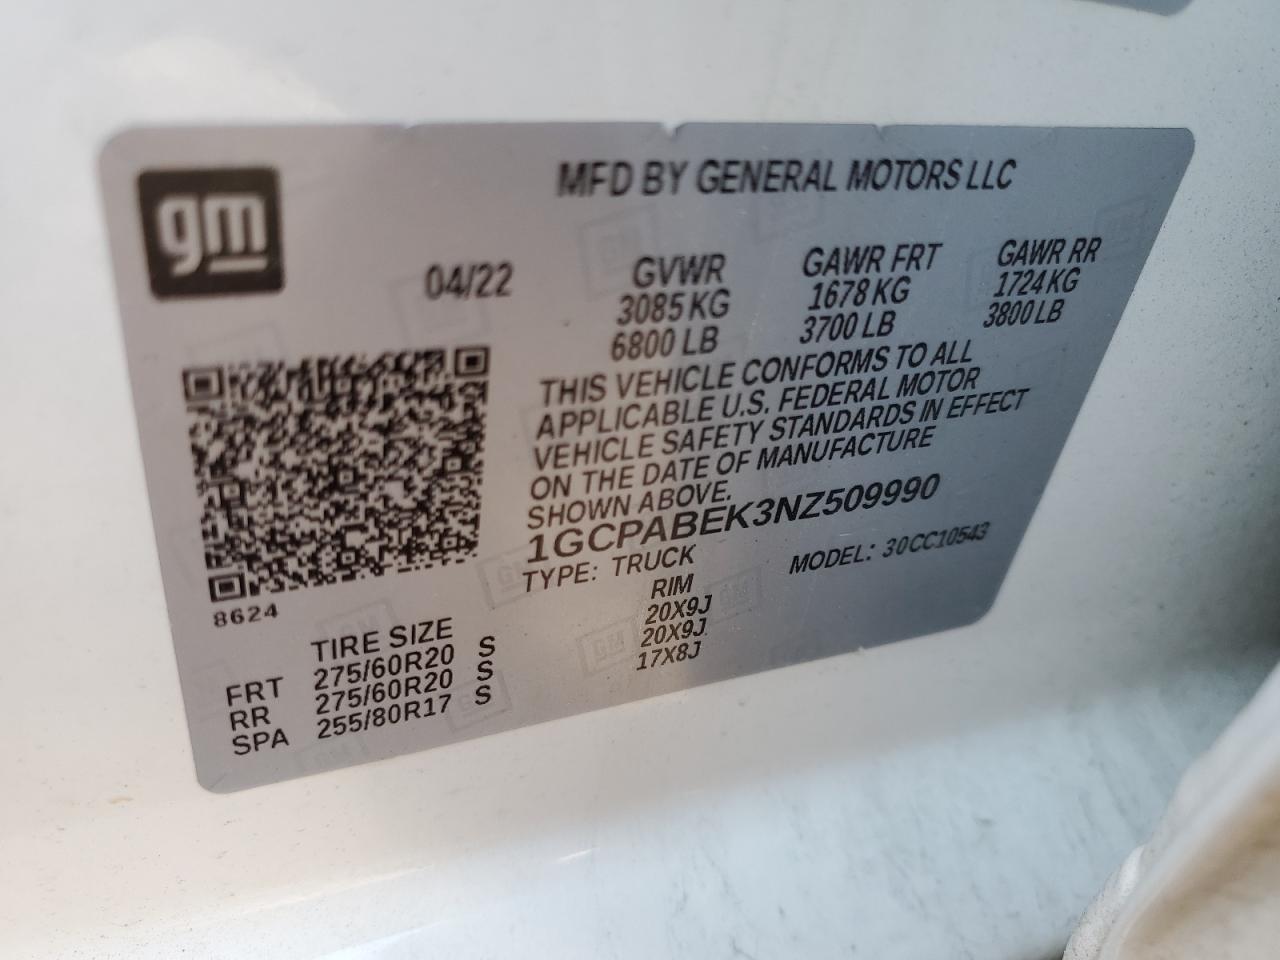 gm
MFD BY GENERAL MOTORS LLC
04/22
GVWR GAWR FRT GAWR RR
3085 KG 1678 KG 1724 KG
6800 LB 3700 LB 3800 LB
THIS VEHICLE CONFORMS TO ALL
APPLICABLE U.S. FEDERAL MOTOR
VEHICLE SAFETY STANDARDS IN EFFECT
ON THE DATE OF MANUFACTURE
SHOWN ABOVE.
1GCPABEK3NZ509990
TYPE: TRUCK MODEL: 30CC10543
8624
TIRE SIZE RIM
FRT 275/60R20 S 20X9J
RR 275/60R20 S 20X9J
SPA 255/80R17 S 17X8J